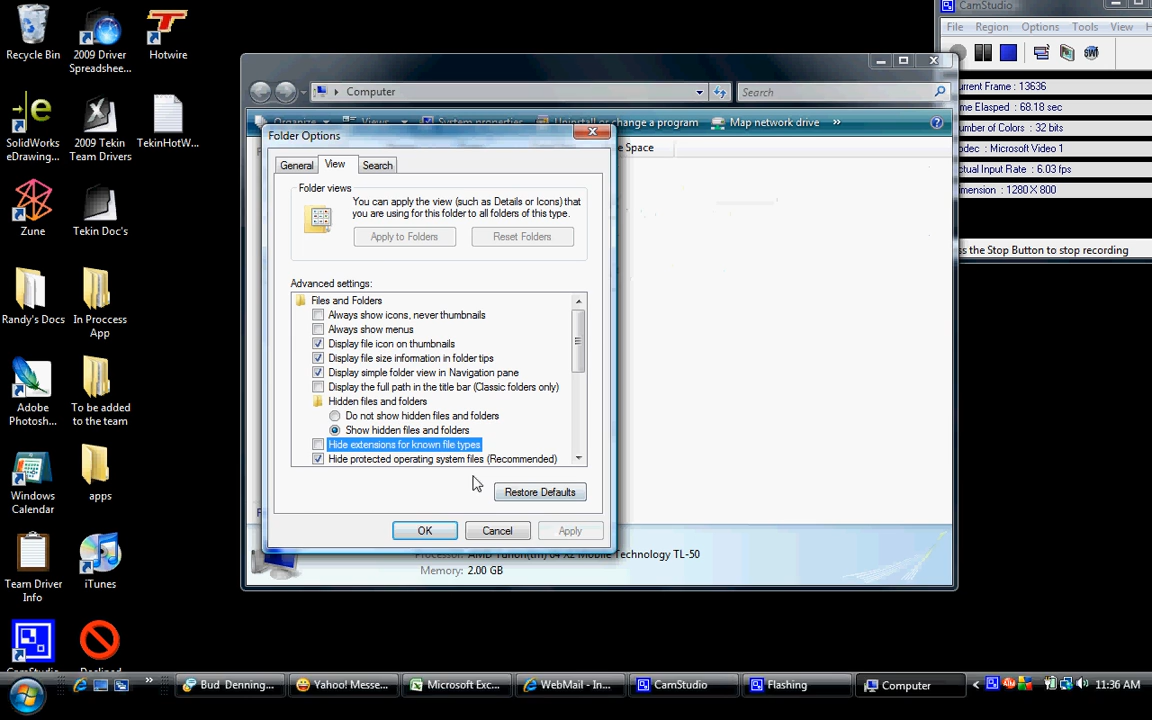 Recycle Bin
2009 Driver
Spreadshee...
Hotwire
SolidWorks
eDrawing...
2009 Tekin
Team Drivers
TekinHotW...
Zune
Tekin Doc's
Randy's Docs
In Proccess
App
Adobe
Photosh...
To be added
to the team
Windows
Calendar
apps
Team Driver
Info
iTunes
CamStudio
File Region Options Tools View H
urrent Frame : 13636
me Elasped : 68.18 sec
umber of Colors : 32 bits
odec : Microsoft Video 1
ctual Input Rate : 6.03 fps
imension : 1280 X 800
ss the Stop Button to stop recording
Computer
Search
Organize Views System properties Uninstall or change a program Map network drive »
e Space
Folder Options
General View Search
Folder views
You can apply the view (such as Details or Icons) that
you are using for this folder to all folders of this type.
Apply to Folders Reset Folders
Advanced settings:
Files and Folders
Always show icons, never thumbnails
Always show menus
Display file icon on thumbnails
Display file size information in folder tips
Display simple folder view in Navigation pane
Display the full path in the title bar (Classic folders only)
Hidden files and folders
Do not show hidden files and folders
Show hidden files and folders
Hide extensions for known file types
Hide protected operating system files (Recommended)
Restore Defaults
OK Cancel Apply
Processor: AMD Turion(tm) 64 X2 Mobile Technology TL-50
Memory: 2.00 GB
» Bud Denning... Yahoo! Messe... Microsoft Exc... WebMail - In... CamStudio Flashing Computer 11:36 AM